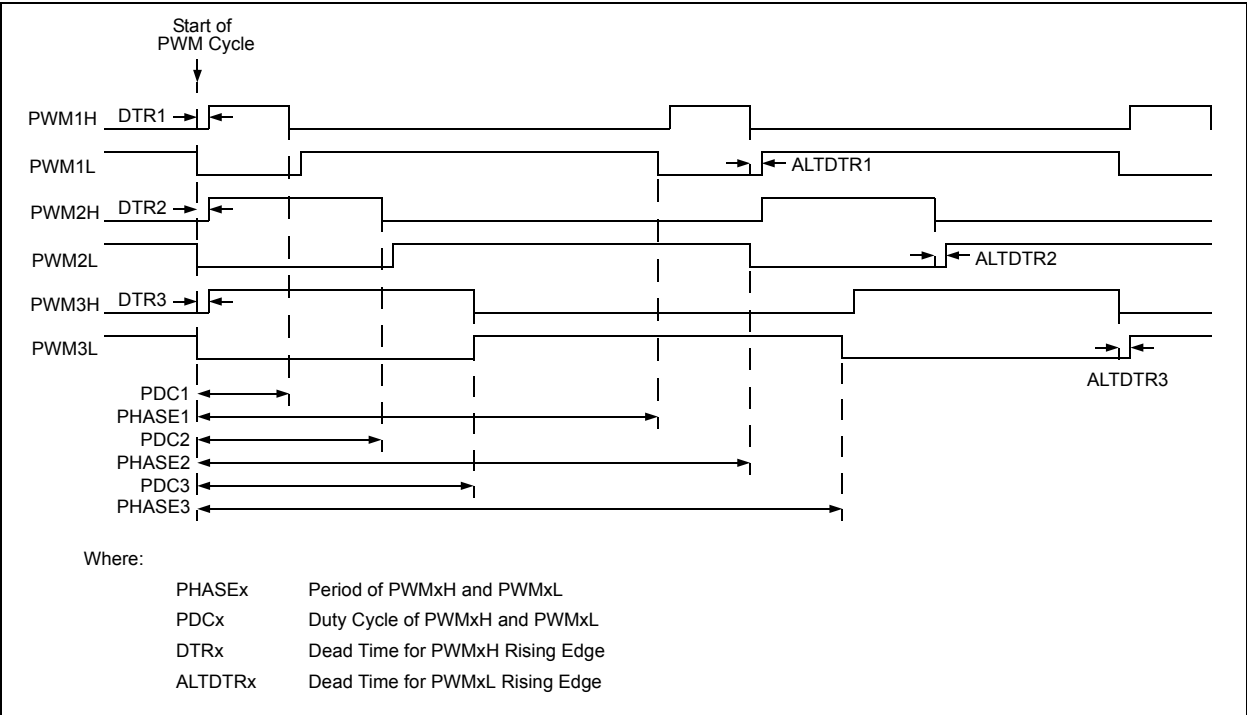 Start of
PWM Cycle
PWM1H DTR1
PWM1L ALTDTR1
PWM2H DTR2
PWM2L ALTDTR2
PWM3H DTR3
PWM3L
ALTDTR3
PDC1
PHASE1
PDC2
PHASE2
PDC3
PHASE3
Where:
PHASEx Period of PWMxH and PWMxL
PDCx Duty Cycle of PWMxH and PWMxL
DTRx Dead Time for PWMxH Rising Edge
ALTDTRx Dead Time for PWMxL Rising Edge